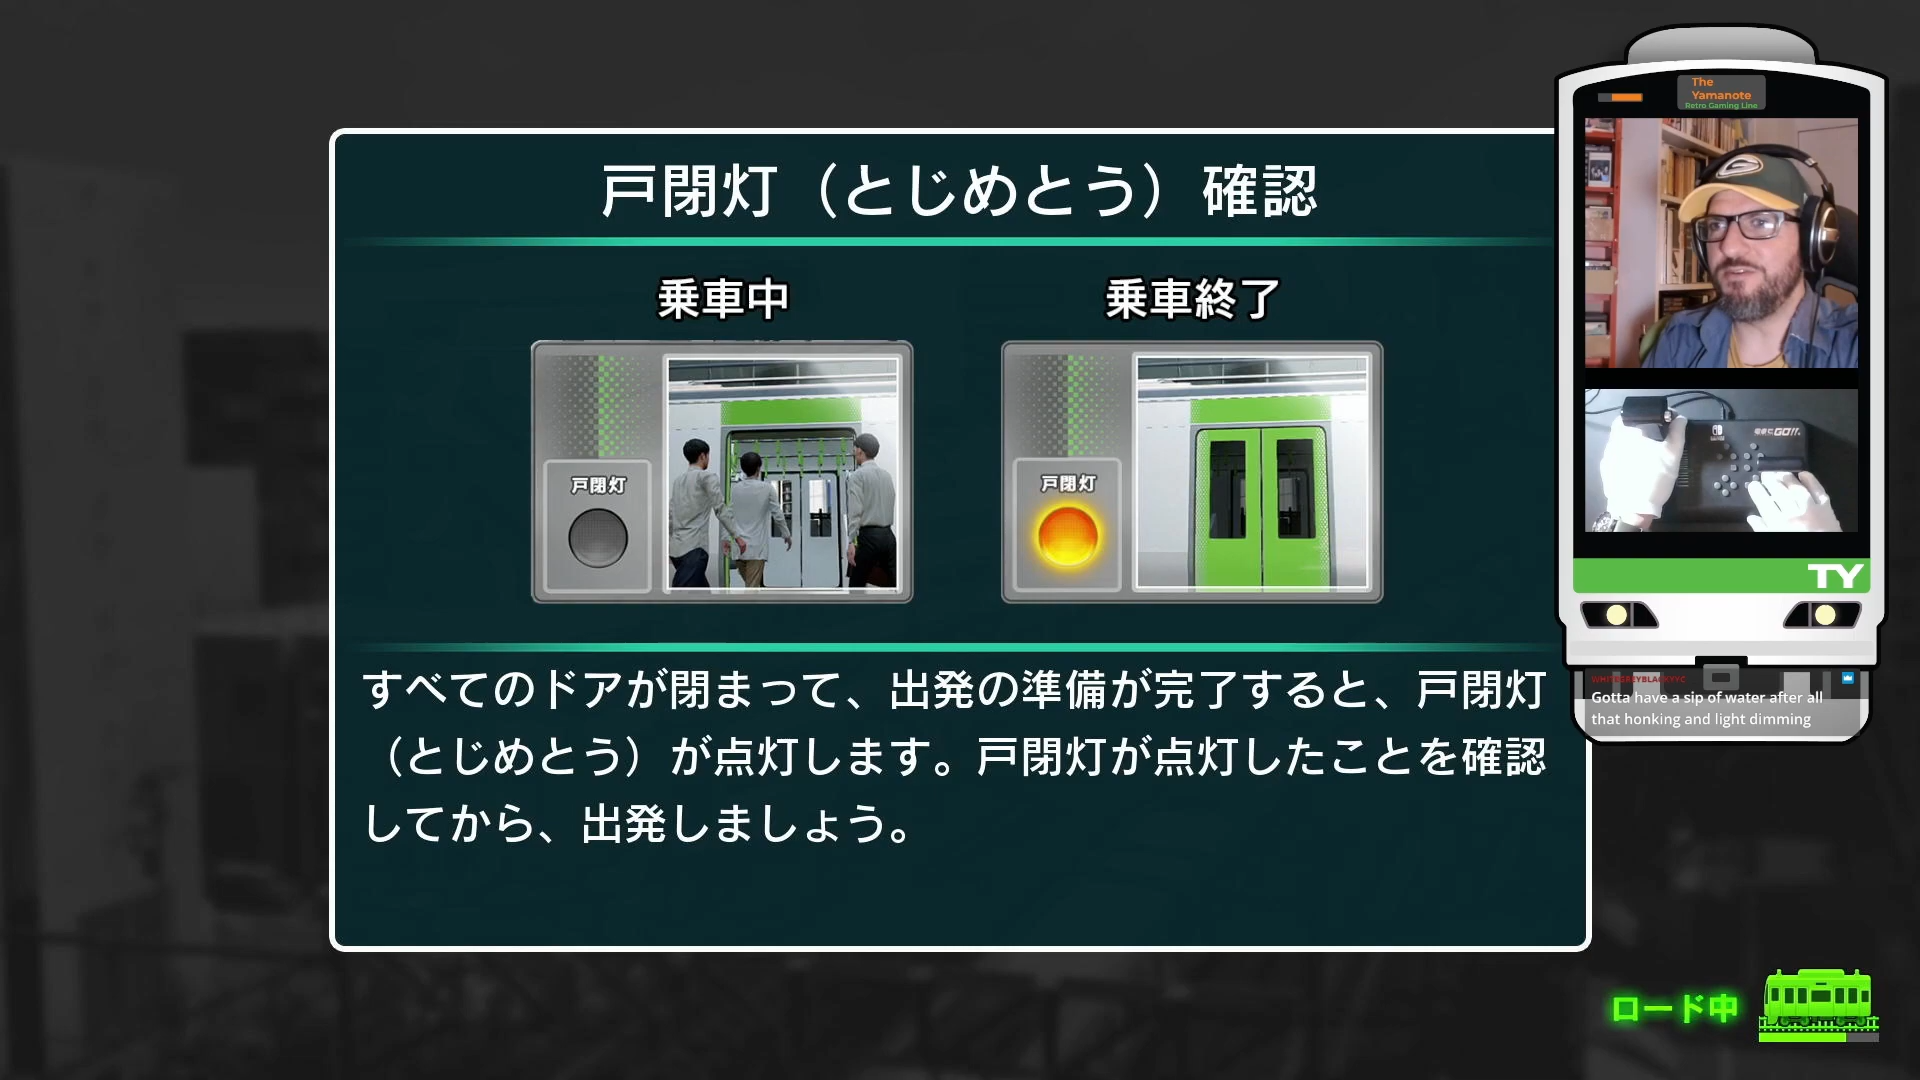 戸閉灯（とじめとう）確認
乗車中
乗車終了
戸閉灯
戸閉灯
すべてのドアが閉まって、出発の準備が完了すると、戸閉灯
（とじめとう）が点灯します。戸閉灯が点灯したことを確認
してから、出発しましょう。
ロード中
The
Yamanote
Retro Gaming Line
電車でGO!!
TY
Gotta have a sip of water after all
that honking and light dimming